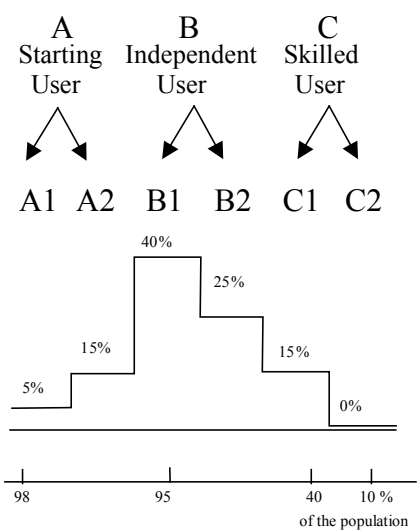 A B C
Starting Independent Skilled
User User User
A1 A2 B1 B2 C1 C2
40%
25%
15% 15%
5% 0%
98 95 40 10 %
of the population